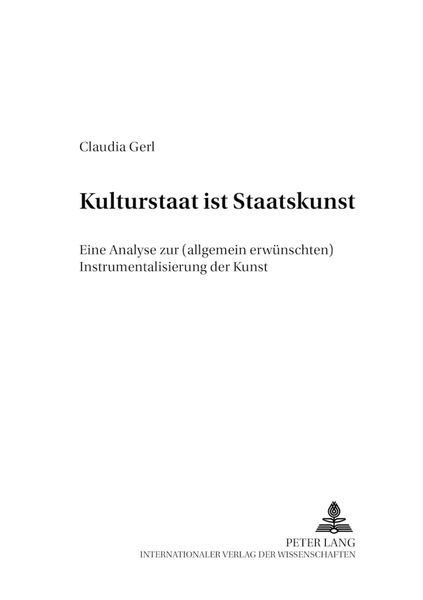 Claudia Gerl
Kulturstaat ist Staatskunst
Eine Analyse zur (allgemein erwünschten)
Instrumentalisierung der Kunst
PETER LANG
INTERNATIONALER VERLAG DER WISSENSCHAFTEN